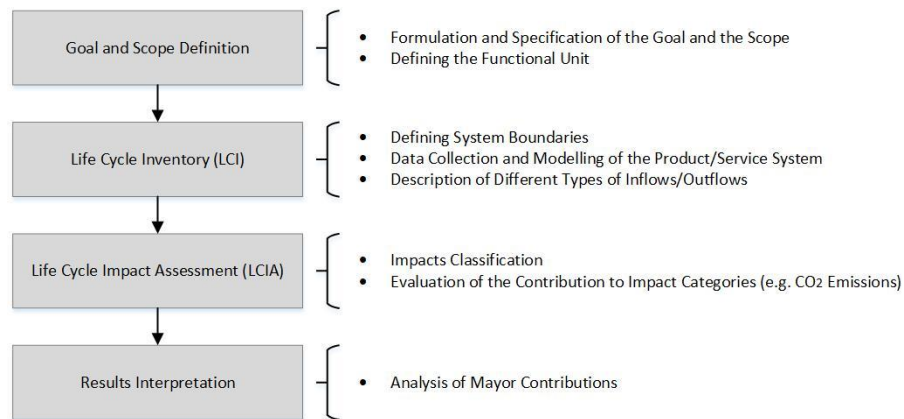 Goal and Scope Definition
• Formulation and Specification of the Goal and the Scope
• Defining the Functional Unit
Life Cycle Inventory (LCI)
• Defining System Boundaries
• Data Collection and Modelling of the Product/Service System
• Description of Different Types of Inflows/Outflows
Life Cycle Impact Assessment (LCIA)
• Impacts Classification
• Evaluation of the Contribution to Impact Categories (e.g. CO2 Emissions)
Results Interpretation
• Analysis of Mayor Contributions